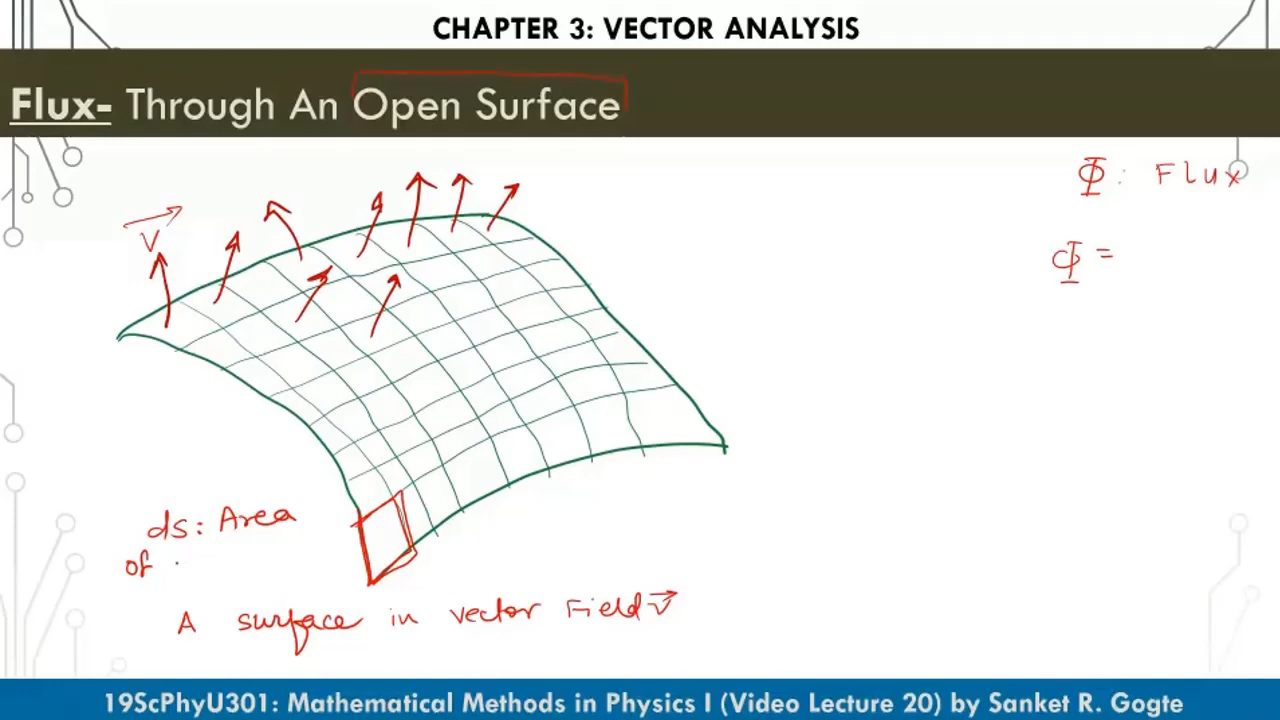 CHAPTER 3: VECTOR ANALYSIS
Flux- Through An Open Surface
Φ: Flux
Φ =
V
ds: Area
of
A surface in vector Field V
19ScPhyU301: Mathematical Methods in Physics I (Video Lecture 20) by Sanket R. Gogte